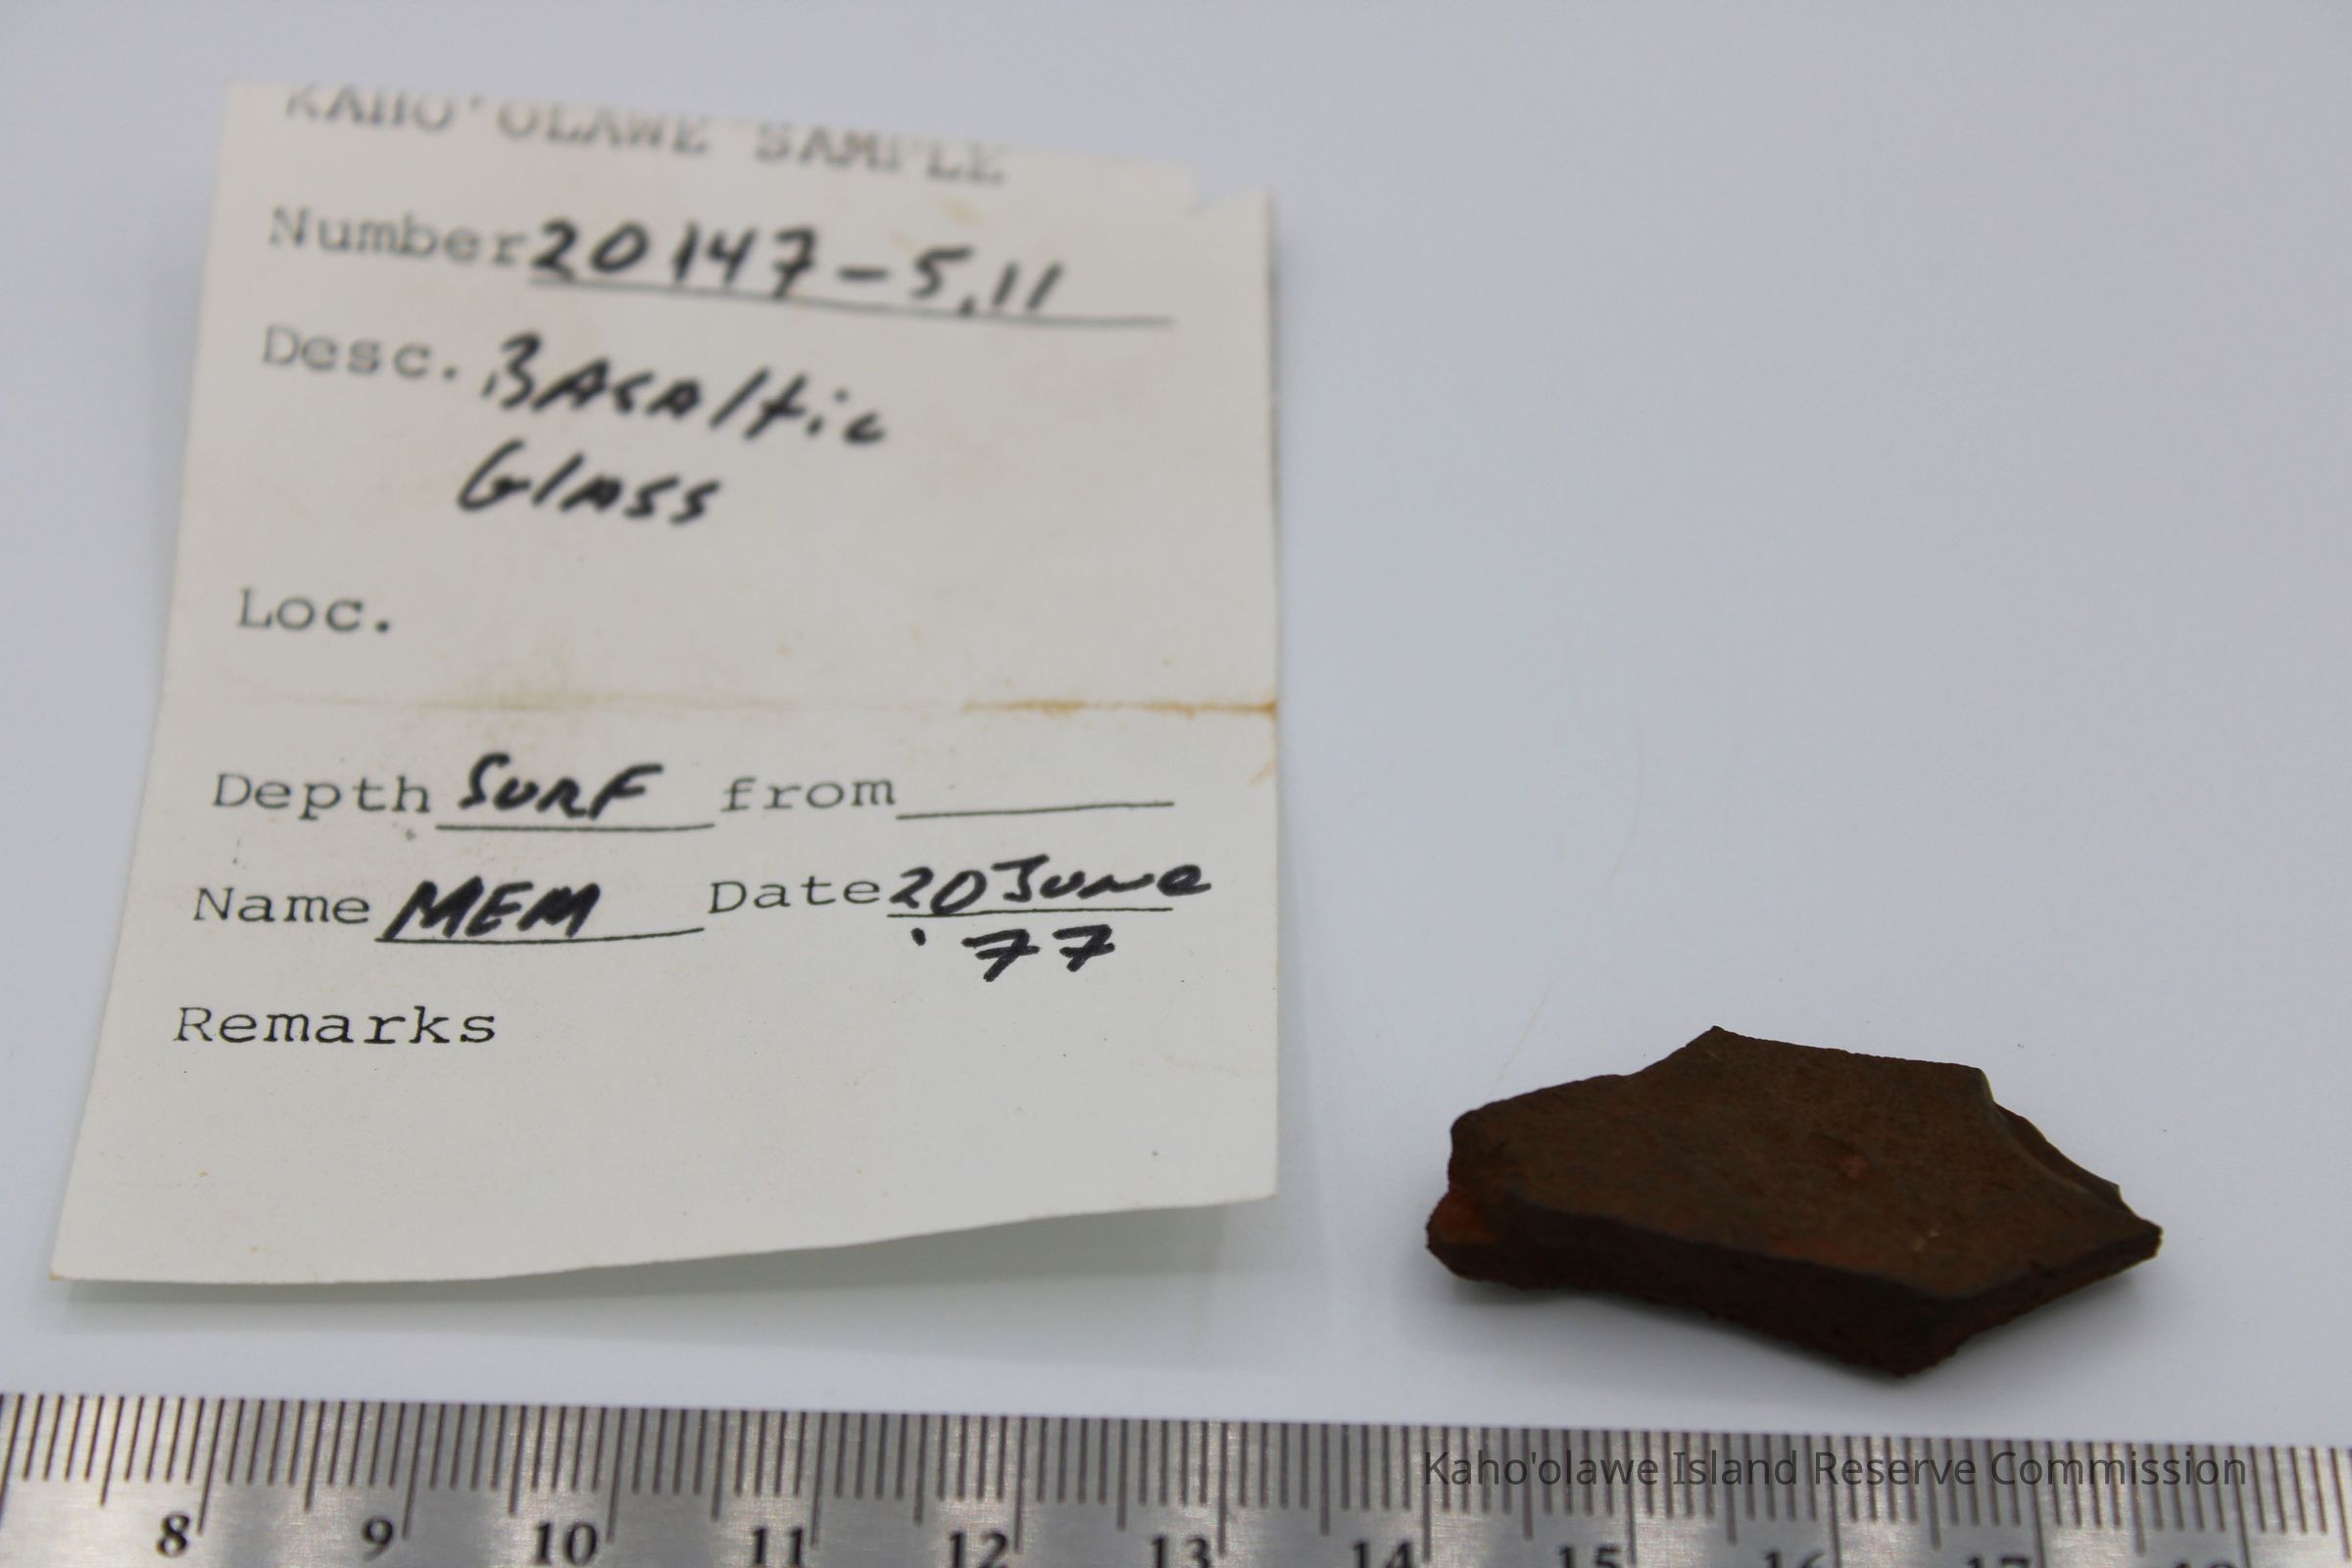 KAHO'OLAWE SAMPLE
Number 20147-5,11
Desc. BASAltic
GlASS
Loc.
Depth SURF from
Name MEM Date 20 June
'77
Remarks
Kaho'olawe Island Reserve Commission
8 9 10 11 12 13 14 15 16 17 18